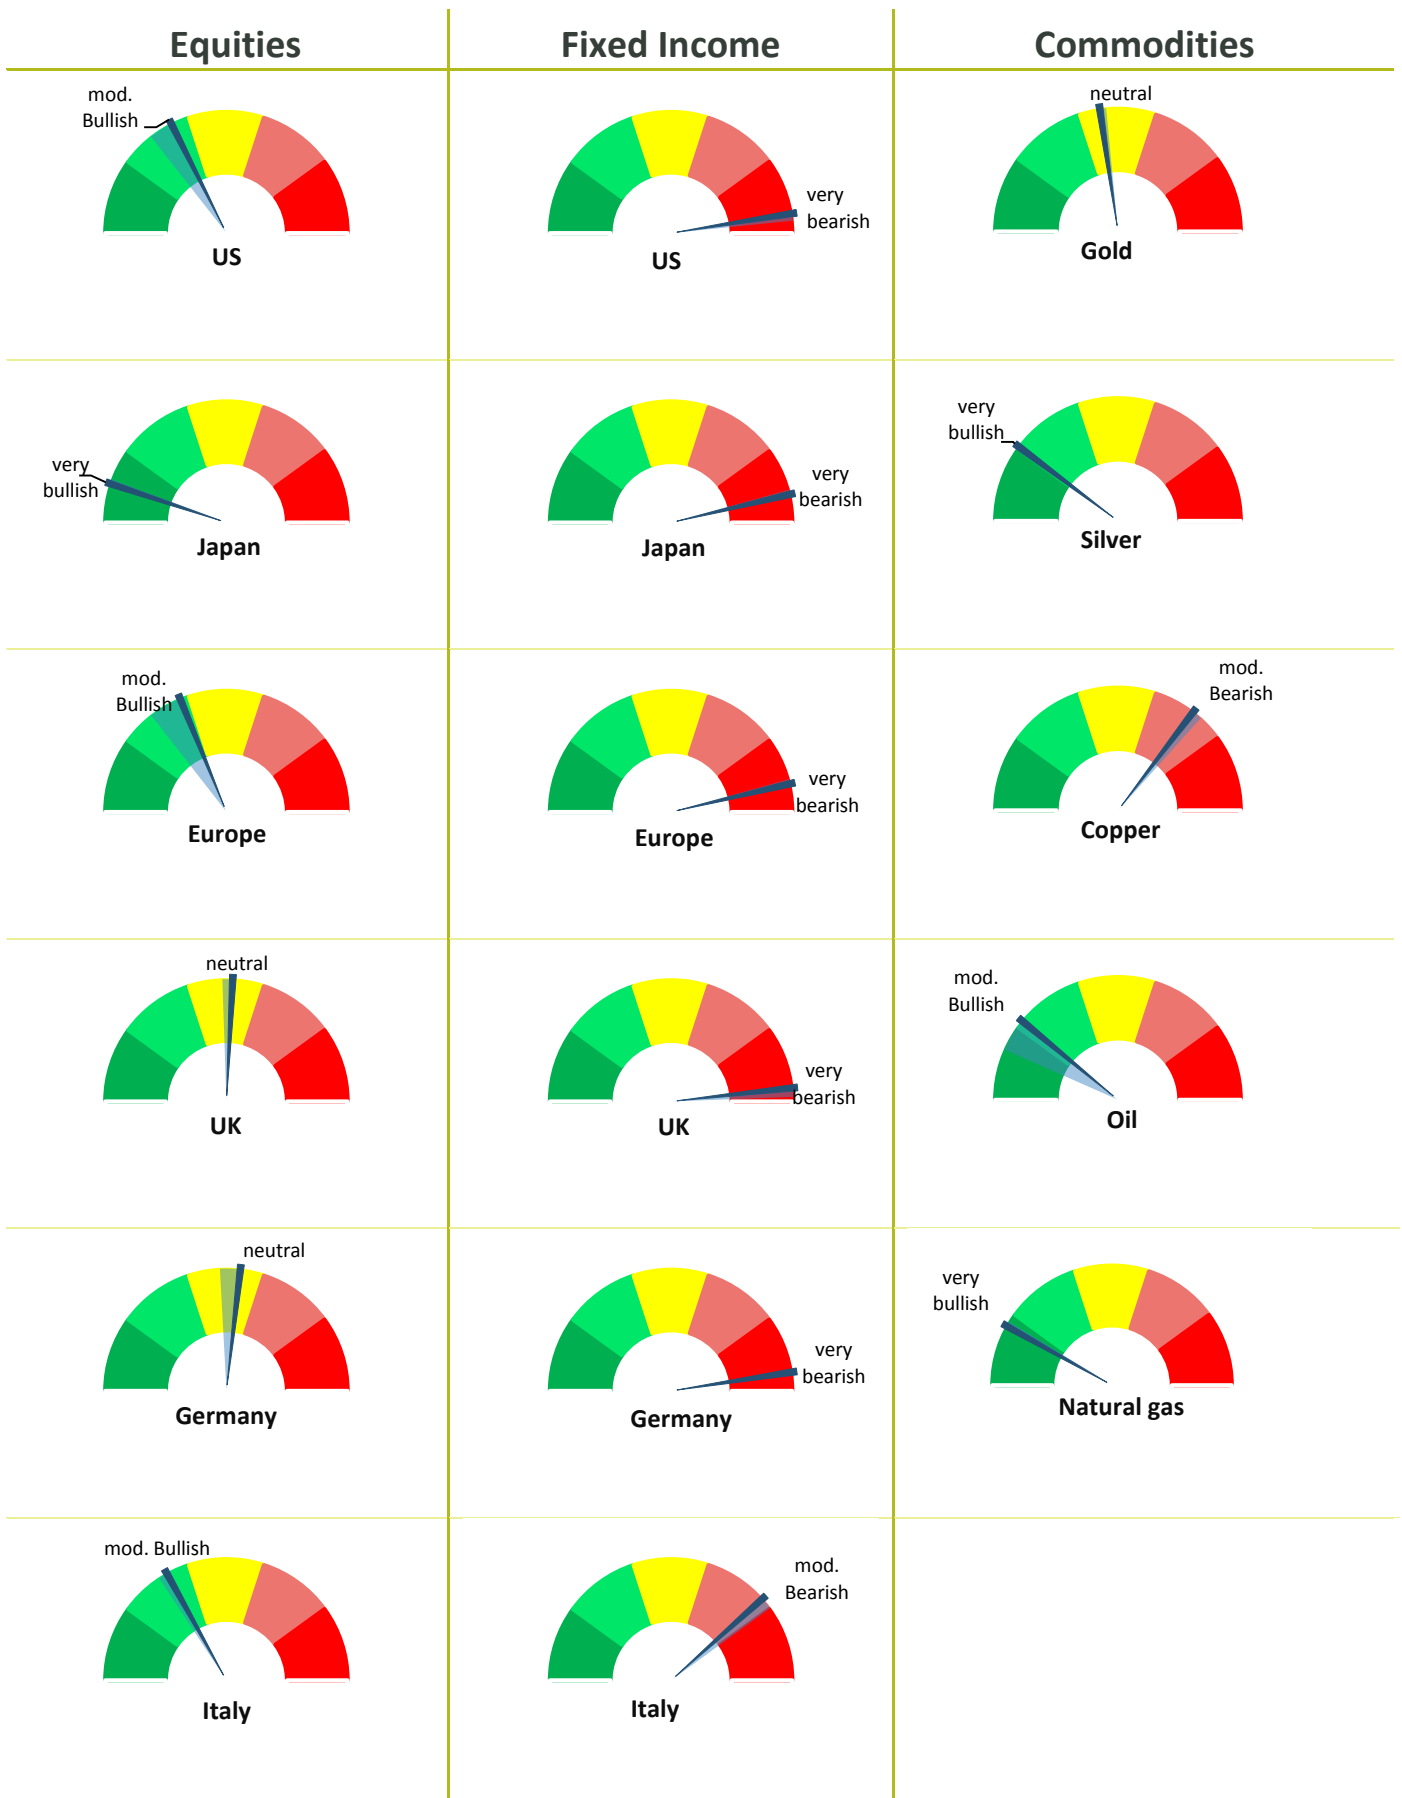 Equities
Fixed Income
Commodities
mod.
Bullish
US
very
bearish
US
neutral
Gold
very
bullish
Japan
very
bearish
Japan
very
bullish
Silver
mod.
Bullish
Europe
very
bearish
Europe
mod.
Bearish
Copper
neutral
UK
very
bearish
UK
mod.
Bullish
Oil
neutral
Germany
very
bearish
Germany
very
bullish
Natural gas
mod. Bullish
Italy
mod.
Bearish
Italy